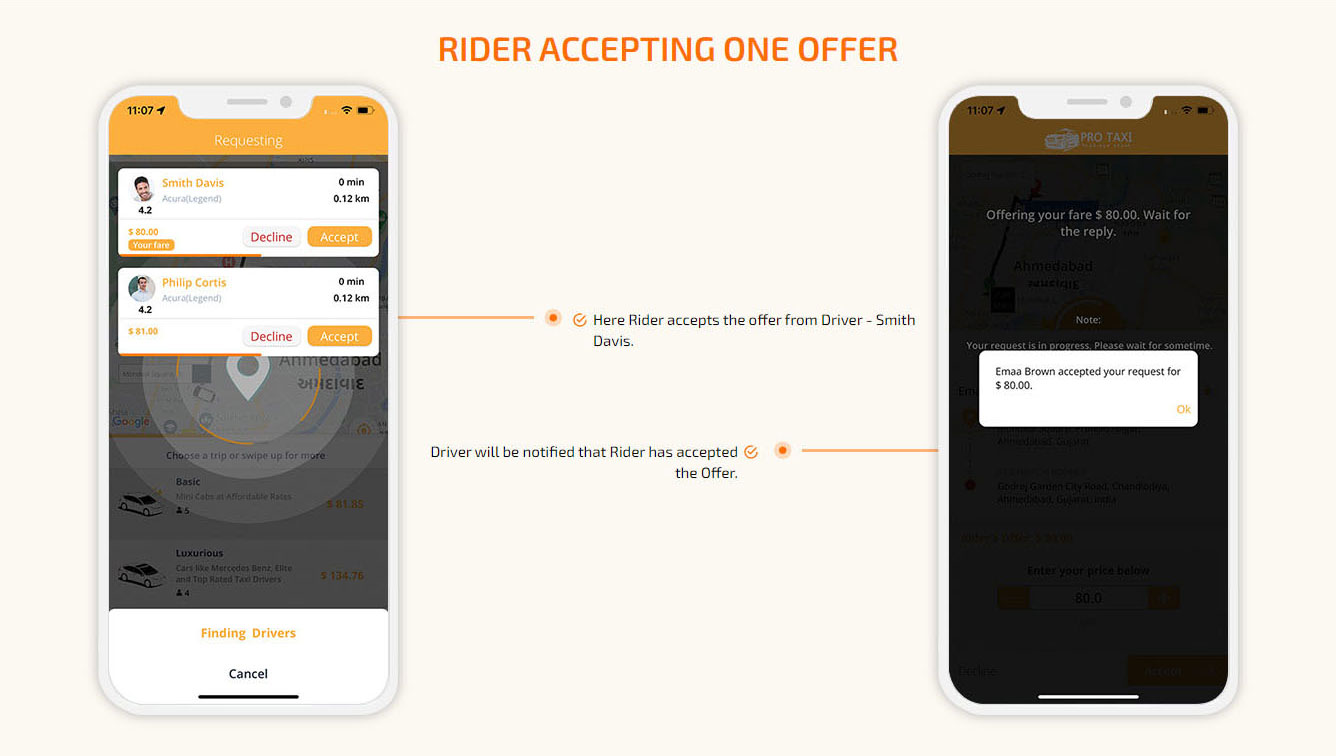 RIDER ACCEPTING ONE OFFER
11:07
Requesting
Smith Davis
0 min
Acura(Legend)
0.12 km
4.2
$ 80.00
Your fare
Decline
Accept
Philip Cortis
0 min
Acura(Legend)
0.12 km
4.2
$ 81.00
Decline
Accept
Ahmedabad
Google
Choose a trip or swipe up for more
Basic
Mini Cabs at Affordable Rates
$ 81.85
5
Luxurious
Cars like Mercedes Benz, Elite
and Top Rated Taxi Drivers
$ 134.76
4
Finding Drivers
Cancel
Here Rider accepts the offer from Driver - Smith
Davis.
Driver will be notified that Rider has accepted
the Offer.
11:07
PRO TAXI
Offering your fare $ 80.00. Wait for
the reply.
Ahmedabad
અમદાવાદ
Note:
Your request is in progress. Please wait for sometime.
Emaa Brown accepted your request for
$ 80.00.
Ok
Ahmedabad, Gujarat
Godrej Garden City Road, Chandlodiya,
Ahmedabad, Gujarat, India
Rider's Offer: $ 80.00
Enter your price below
80.0
Decline
Accept